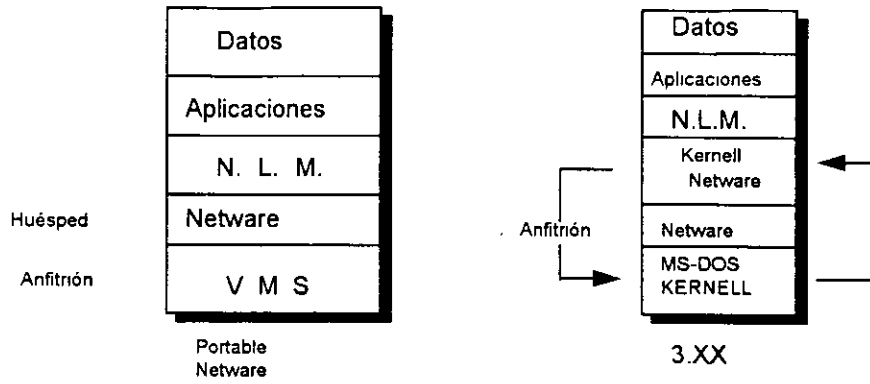 Datos
Aplicaciones
N. L. M.
Huésped
Netware
Anfitrión
V M S
Portable
Netware
Datos
Aplicaciones
N.L.M.
Kernell
Netware
Anfitrión
Netware
MS-DOS
KERNELL
3.XX